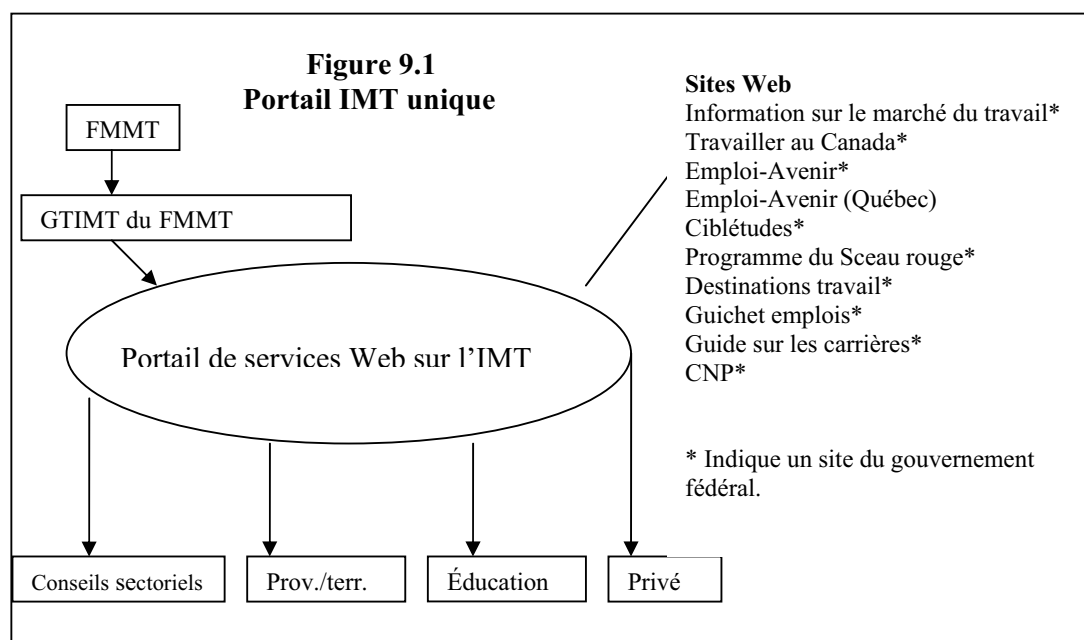 Figure 9.1
Portail IMT unique
FMMT
GTIMT du FMMT
Portail de services Web sur l’IMT
Conseils sectoriels
Prov./terr.
Éducation
Privé
Sites Web
Information sur le marché du travail*
Travailler au Canada*
Emploi-Avenir*
Emploi-Avenir (Québec)
Ciblétudes*
Programme du Sceau rouge*
Destinations travail*
Guichet emplois*
Guide sur les carrières*
CNP*
* Indique un site du gouvernement
fédéral.